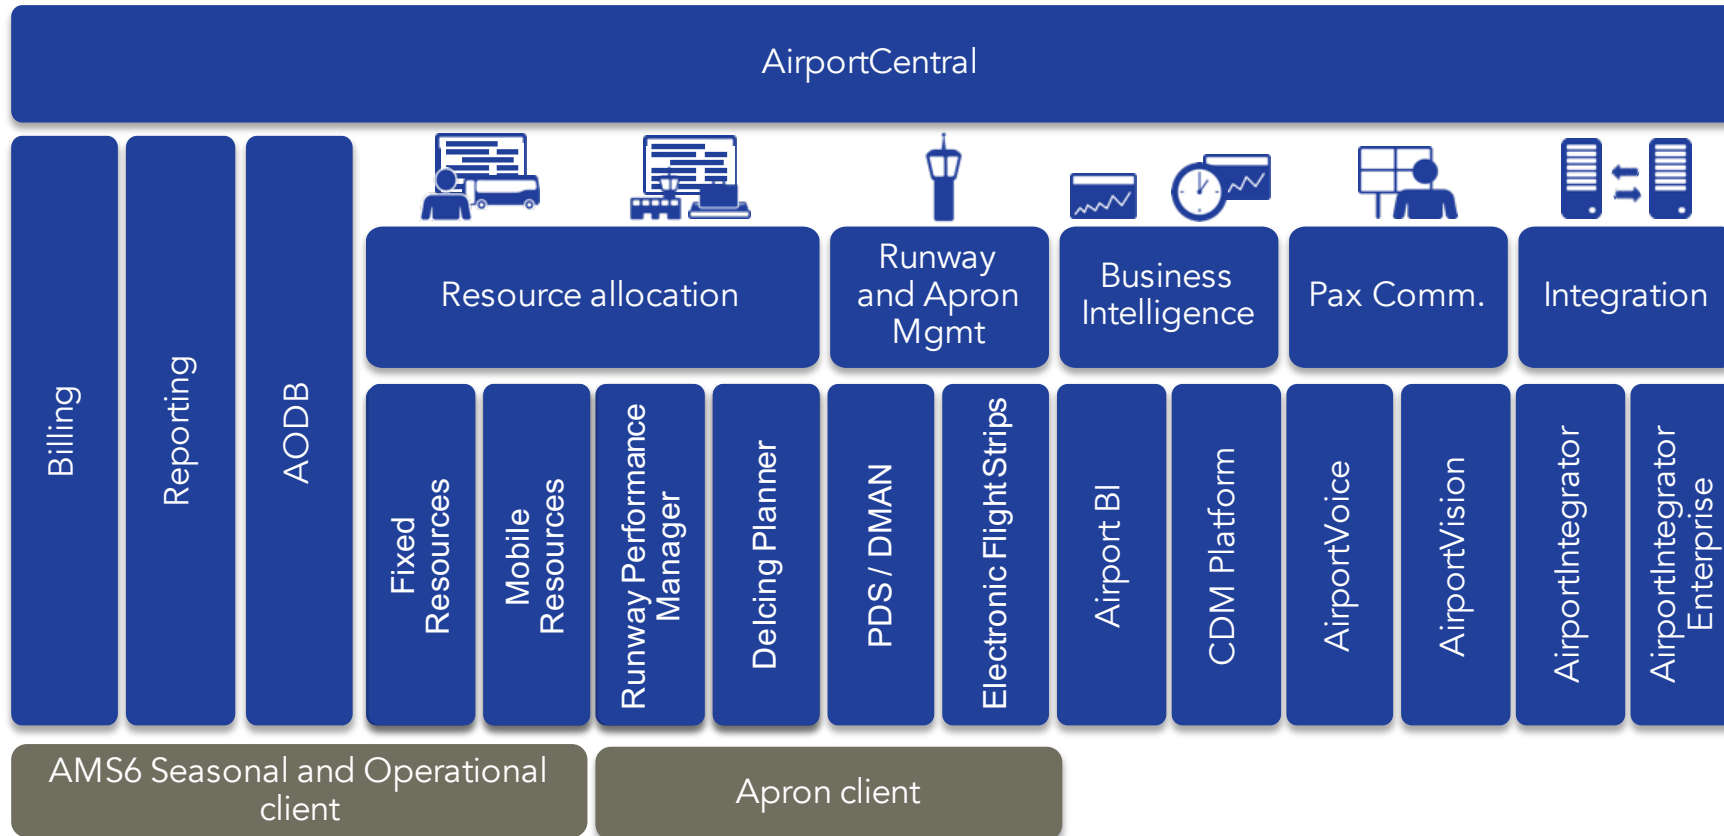 AirportCentral
Billing
Reporting
AODB
Resource allocation
Runway
and Apron
Mgmt
Business
Intelligence
Pax Comm.
Integration
Fixed
Resources
Mobile
Resources
Runway Performance
Manager
DeIcing Planner
PDS / DMAN
Electronic Flight Strips
Airport BI
CDM Platform
AirportVoice
AirportVision
AirportIntegrator
AirportIntegrator
Enterprise
AMS6 Seasonal and Operational
client
Apron client